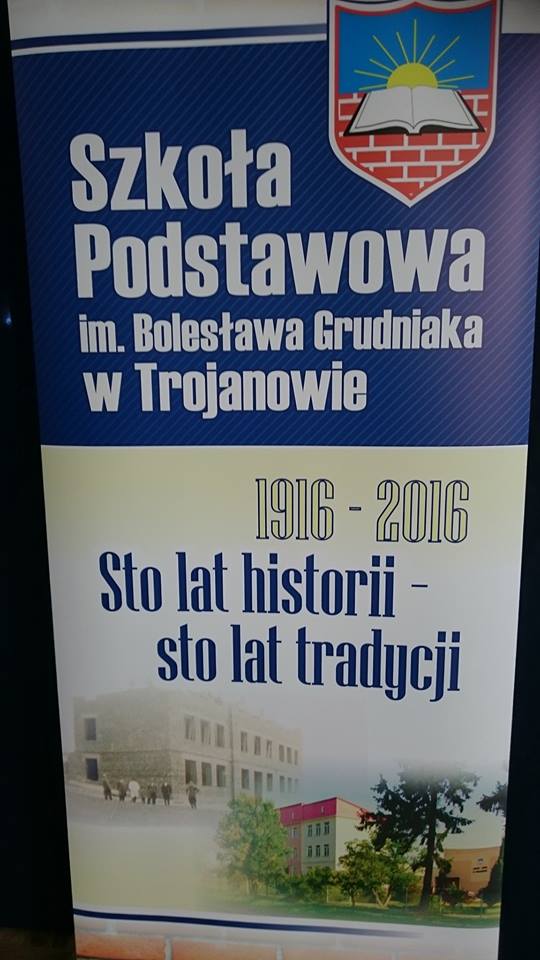 Szkoła
Podstawowa
im. Bolesława Grudniaka
w Trojanowie
1916 - 2016
Sto lat historii -
sto lat tradycji